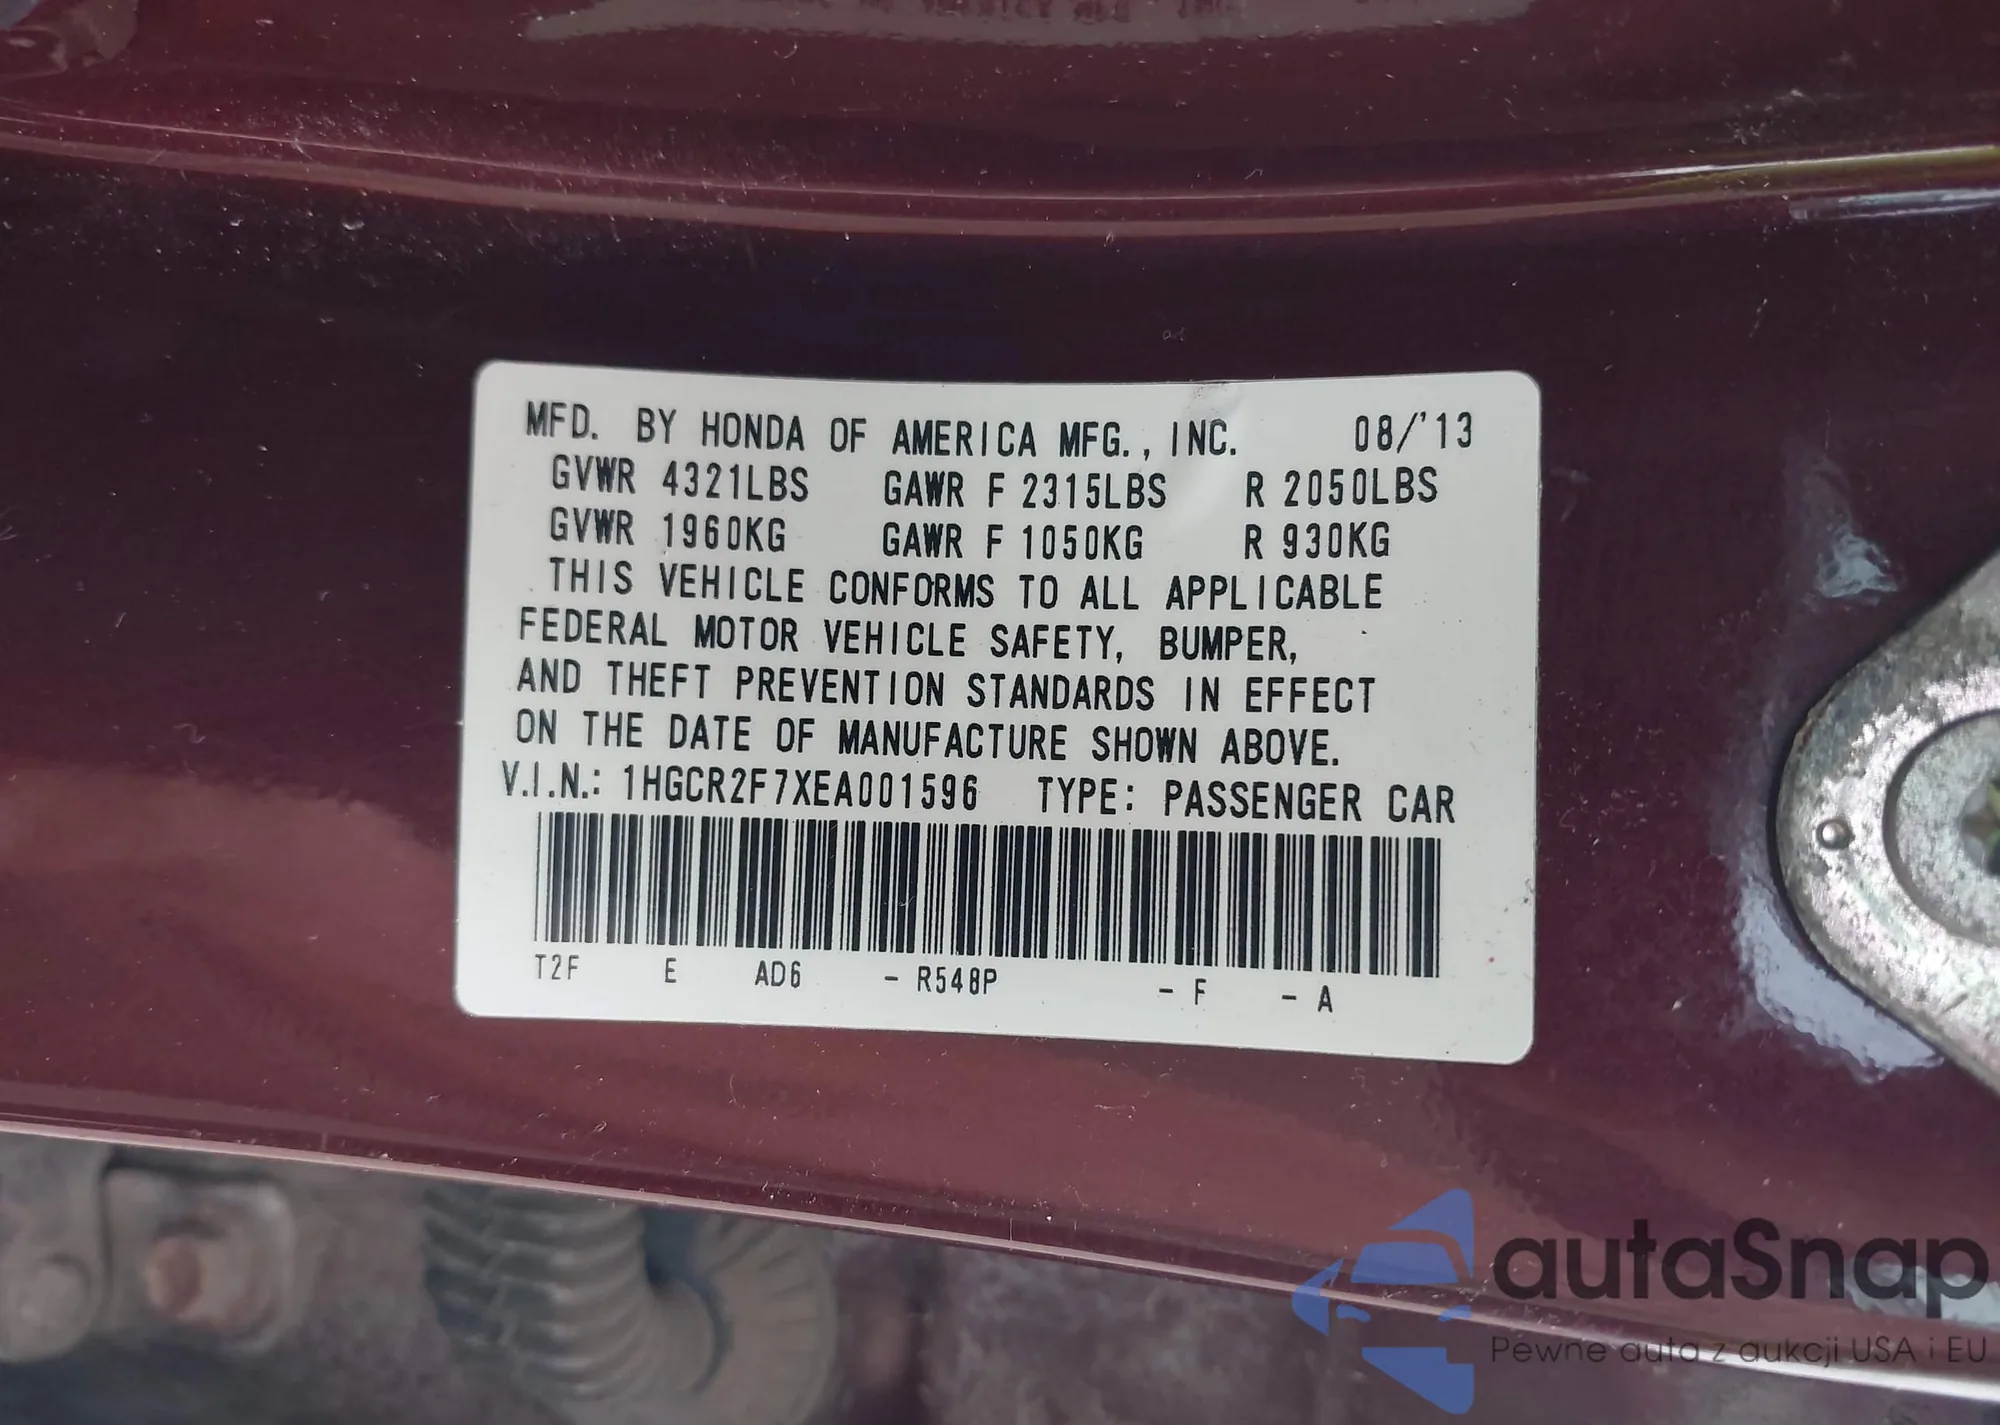 MFD. BY HONDA OF AMERICA MFG., INC. 08/'13
GVWR 4321LBS GAWR F 2315LBS R 2050LBS
GVWR 1960KG GAWR F 1050KG R 930KG
THIS VEHICLE CONFORMS TO ALL APPLICABLE
FEDERAL MOTOR VEHICLE SAFETY, BUMPER,
AND THEFT PREVENTION STANDARDS IN EFFECT
ON THE DATE OF MANUFACTURE SHOWN ABOVE.
V.I.N.: 1HGCR2F7XEA001596 TYPE: PASSENGER CAR
T2F E AD6 - R548P - F - A
autaSnap
Pewne auta z aukcji USA i EU